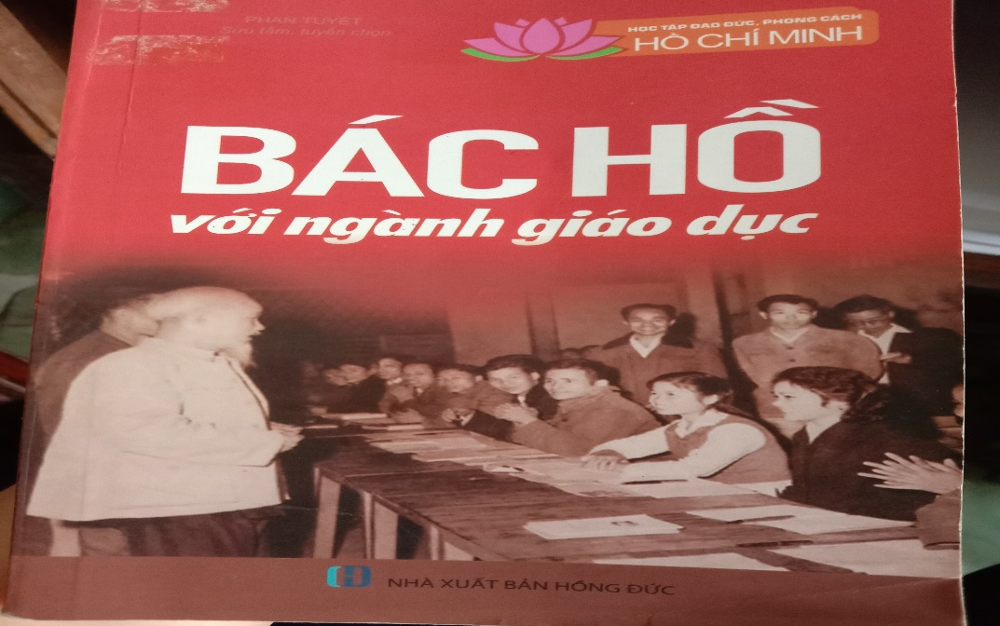 PHAN TUYẾT
Sưu tầm, tuyển chọn
HỌC TẬP ĐẠO ĐỨC, PHONG CÁCH
HỒ CHÍ MINH
BÁC HỒ
với ngành giáo dục
NHÀ XUẤT BẢN HỒNG ĐỨC